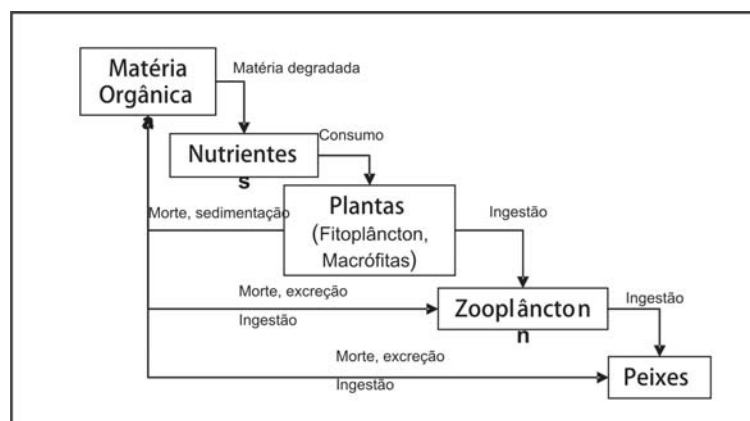 Matéria
Orgânica
a
Matéria degradada
Nutrientes
s
Consumo
Plantas
(Fitoplâncton,
Macrófitas)
Morte, sedimentação
Ingestão
Morte, excreção
Ingestão
Zooplâncton
n
Ingestão
Morte, excreção
Ingestão
Peixes